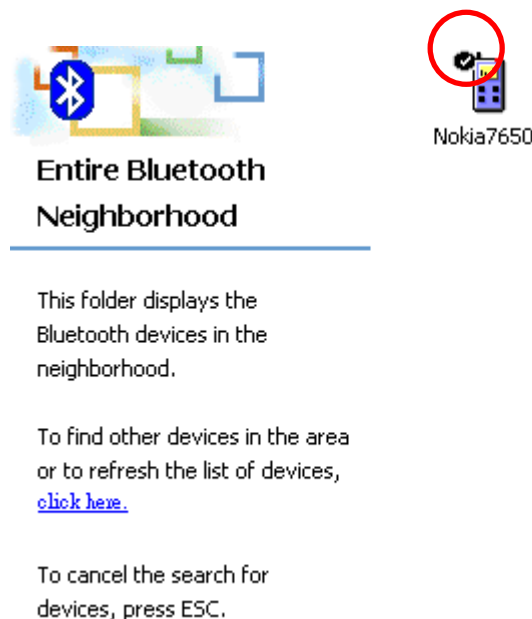 Entire Bluetooth
Neighborhood
This folder displays the
Bluetooth devices in the
neighborhood.
To find other devices in the area
or to refresh the list of devices,
click here.
To cancel the search for
devices, press ESC.
Nokia7650